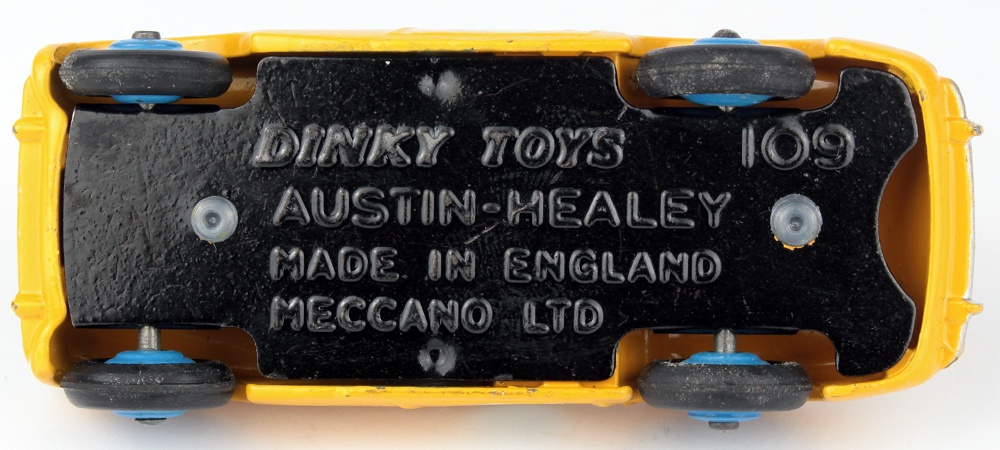 DINKY TOYS 109
AUSTIN-HEALEY
MADE IN ENGLAND
MECCANO LTD